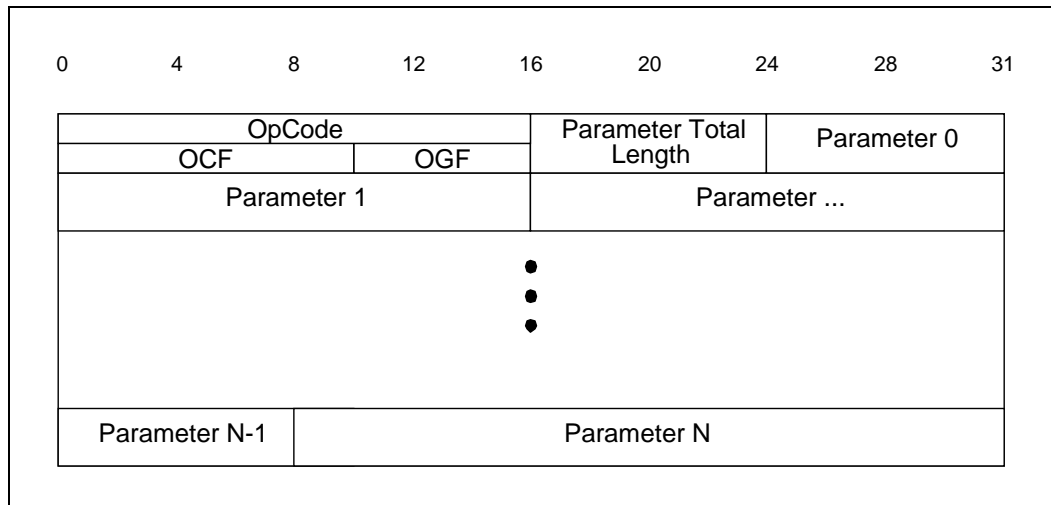 0 4 8 12 16 20 24 28 31
OpCode
Parameter Total
Length
Parameter 0
OCF
OGF
Parameter 1
Parameter ...
Parameter N-1
Parameter N